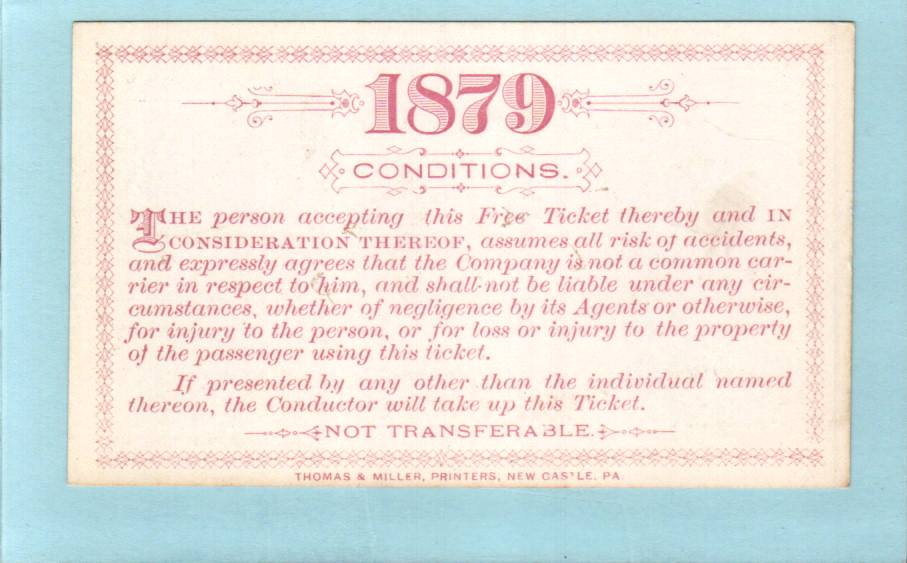 1879
CONDITIONS.
THE person accepting this Free Ticket thereby and IN
CONSIDERATION THEREOF, assumes all risk of accidents,
and expressly agrees that the Company is not a common car-
rier in respect to him, and shall not be liable under any cir-
cumstances, whether of negligence by its Agents or otherwise,
for injury to the person, or for loss or injury to the property
of the passenger using this ticket.
If presented by any other than the individual named
thereon, the Conductor will take up this Ticket.
NOT TRANSFERABLE.
THOMAS & MILLER, PRINTERS, NEW CASTLE, PA.